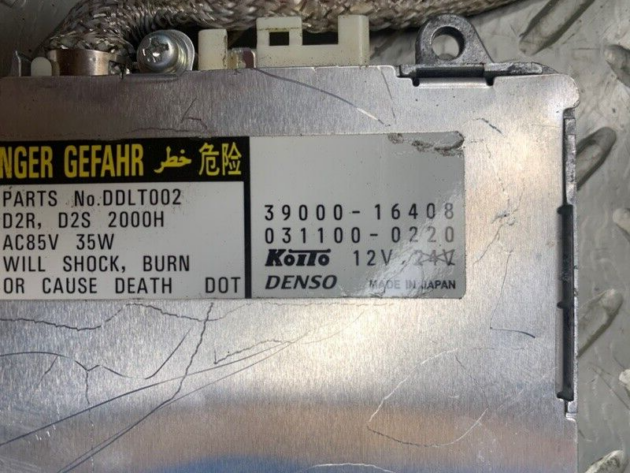 NGER GEFAHR خطر 危险
PARTS No.DDLT002
D2R, D2S 2000H
AC85V 35W
WILL SHOCK, BURN
OR CAUSE DEATH DOT
39000-16408
031100-0220
KOITO 12V, 24V
DENSO MADE IN JAPAN